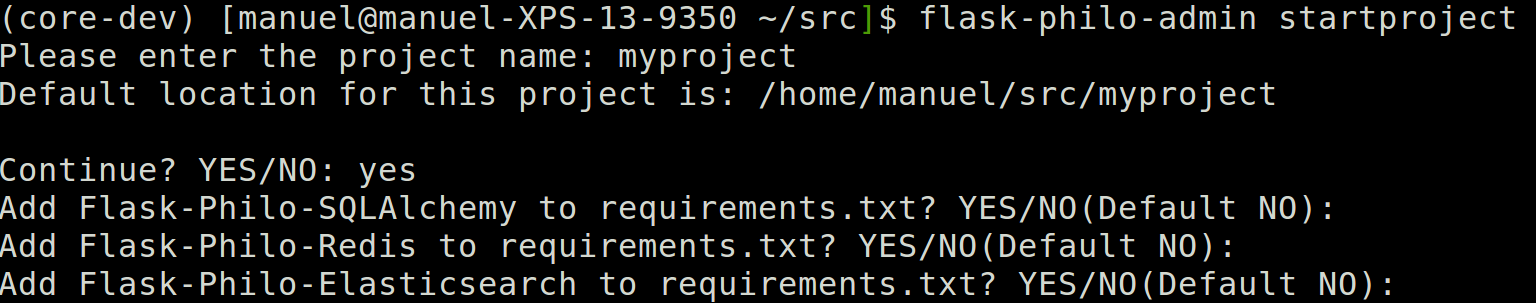 (core-dev) [manuel@manuel-XPS-13-9350 ~/src]$ flask-philo-admin startproject
Please enter the project name: myproject
Default location for this project is: /home/manuel/src/myproject
Continue? YES/NO: yes
Add Flask-Philo-SQLAlchemy to requirements.txt? YES/NO(Default NO):
Add Flask-Philo-Redis to requirements.txt? YES/NO(Default NO):
Add Flask-Philo-Elasticsearch to requirements.txt? YES/NO(Default NO):